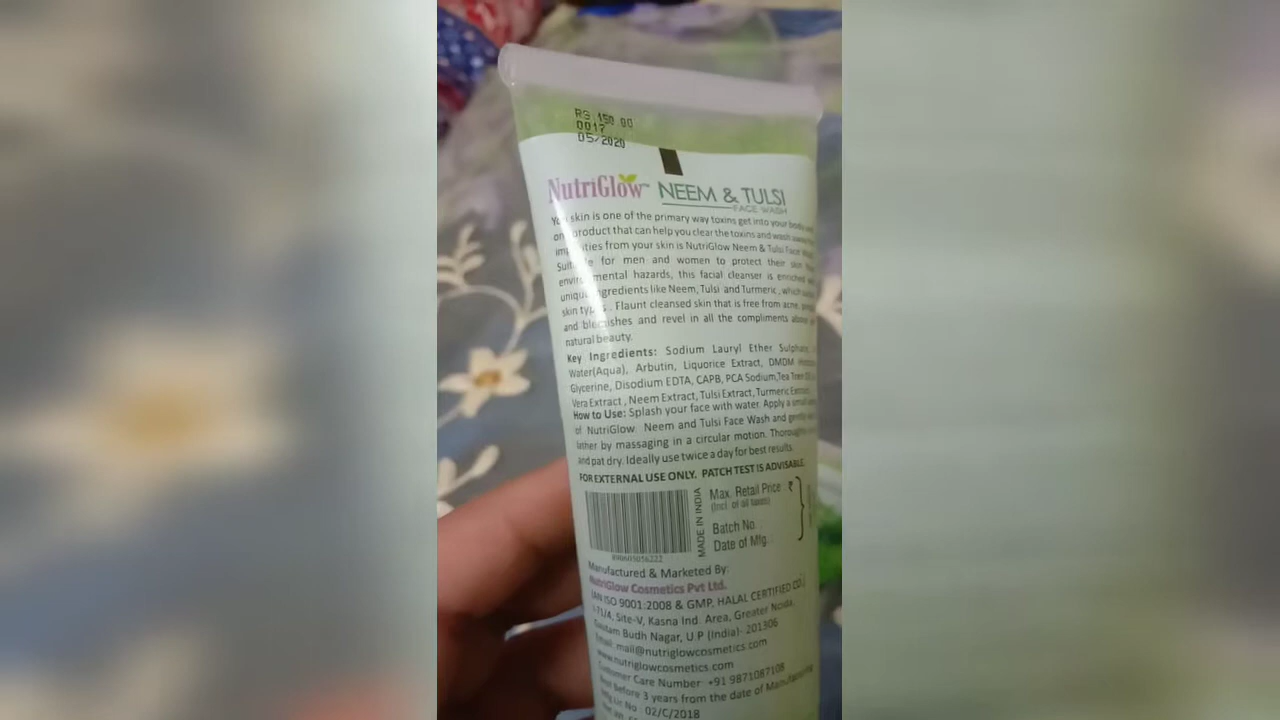 RS.150.00
0017
05/2020
NutriGlow™ NEEM & TULSI
FACE WASH
skin is one of the primary way toxins get into your body
product that can help you clear the toxins and wash
from your skin is NutriGlow Neem & Tulsi Face
for men and women to protect their skin
hazards, this facial cleanser is enriched
ingredients like Neem, Tulsi and Turmeric, which
skin . Flaunt cleansed skin that is free from acne,
and blemishes and revel in all the compliments
natural beauty.
Key Ingredients: Sodium Lauryl Ether Sulphate,
Water(Aqua), Arbutin, Liquorice Extract, DMDM
Glycerine, Disodium EDTA, CAPB, PCA Sodium,Tea Tree
Vera Extract , Neem Extract, Tulsi Extract, Turmeric Extract
How to Use: Splash your face with water. Apply a small
of NutriGlow Neem and Tulsi Face Wash and
lather by massaging in a circular motion.
and pat dry. Ideally use twice a day for best results.
FOR EXTERNAL USE ONLY. PATCH TEST IS ADVISABLE.
MADE IN INDIA
Max. Retail Price ₹
(Incl. of all taxes)
Batch No. :
Date of Mfg. :
Manufactured & Marketed By:
NutriGlow Cosmetics Pvt Ltd.
(AN ISO 9001:2008 & GMP, HALAL CERTIFIED CO.)
Site-V, Kasna Ind. Area, Greater Noida,
Gautam Budh Nagar, U.P (India)- 201306
Email: mail@nutriglowcosmetics.com
www.nutriglowcosmetics.com
Customer Care Number: +91 9871087108
Best Before 3 years from the date of Manufacturing
No : 02/C/2018